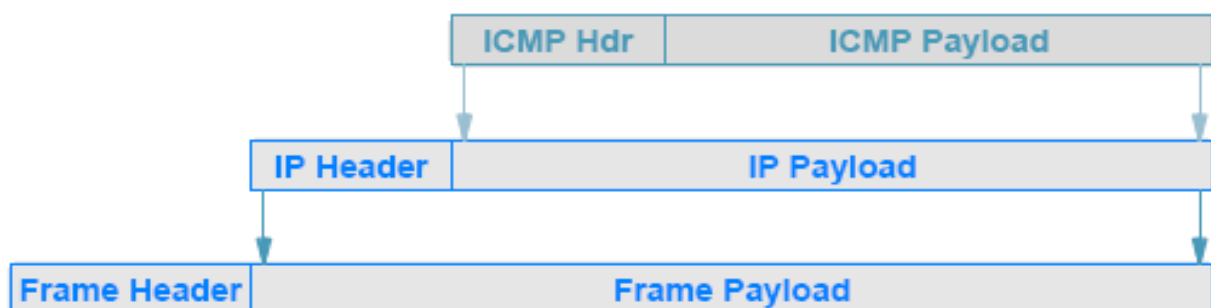 ICMP Hdr ICMP Payload
IP Header IP Payload
Frame Header Frame Payload